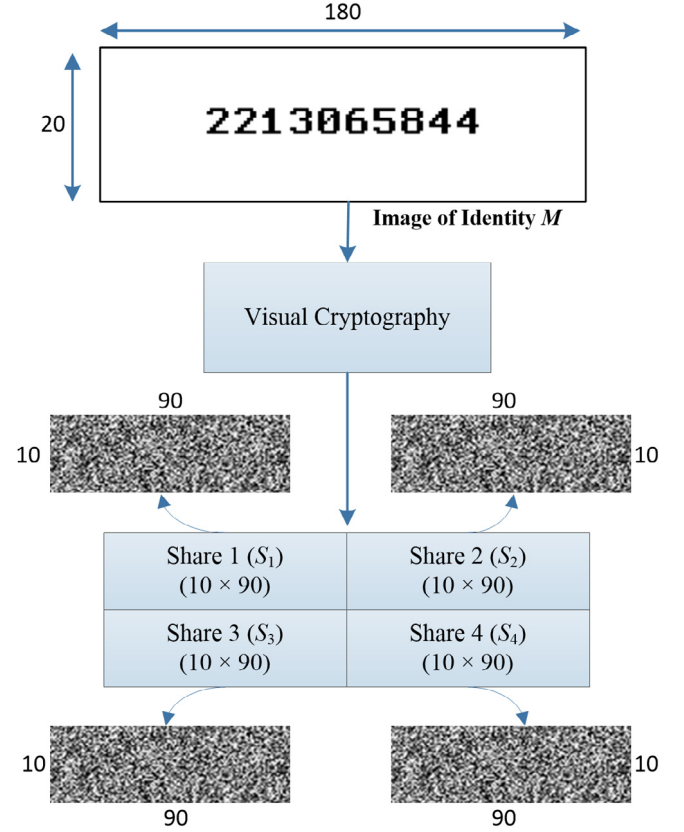 180
20
2213065844
Image of Identity M
Visual Cryptography
90
90
10
10
Share 1 (S₁)
(10 × 90)
Share 2 (S₂)
(10 × 90)
Share 3 (S₃)
(10 × 90)
Share 4 (S₄)
(10 × 90)
10
10
90
90